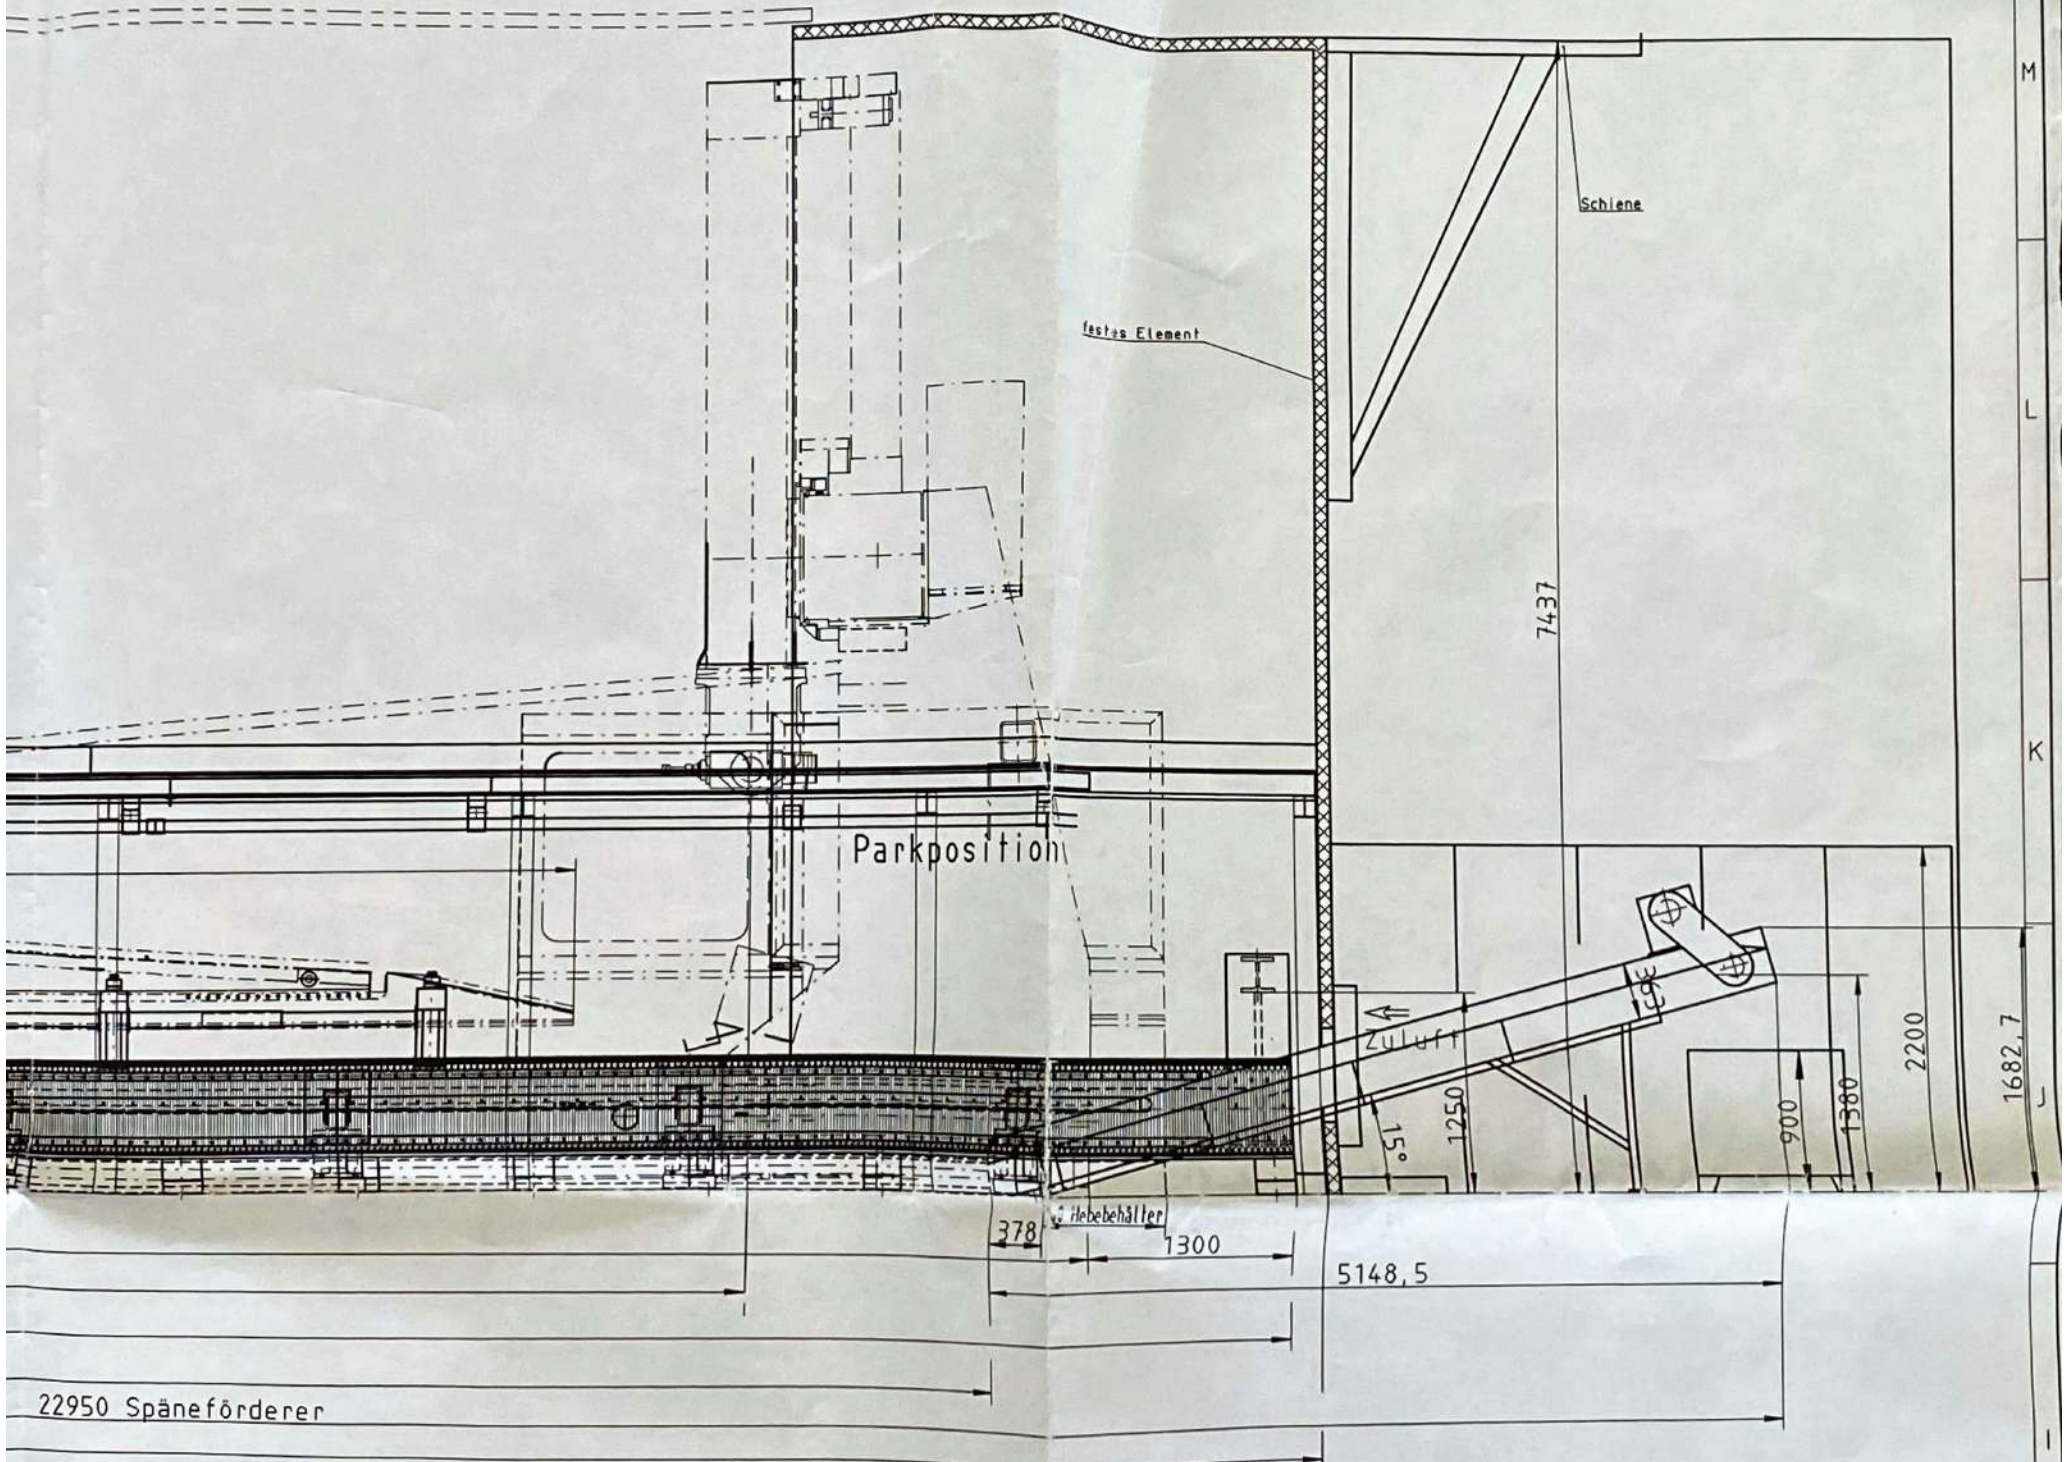 M
Schiene
festes Element
L
7437
K
Parkposition
363
Zuluft
2200
1682,7
J
1250
15°
900
1380
Hebebehälter
378
1300
5148,5
22950 Späneförderer
I